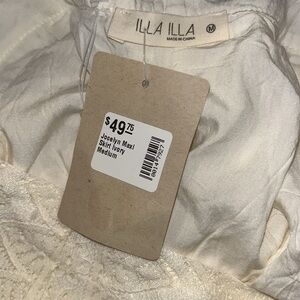 ILLA ILLA
M
MADE IN CHINA
$49.75
Jocelyn Maxi
Skirt Ivory
Medium